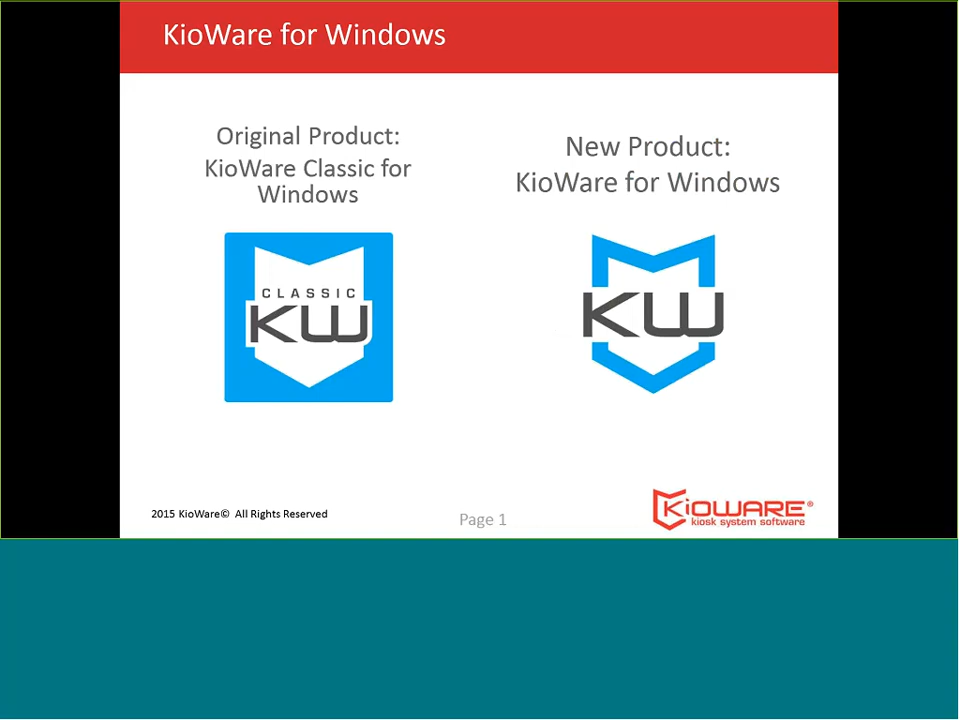 KioWare for Windows
Original Product:
KioWare Classic for
Windows
CLASSIC
KW
New Product:
KioWare for Windows
KW
2015 KioWare© All Rights Reserved
Page 1
KIOWARE®
kiosk system software